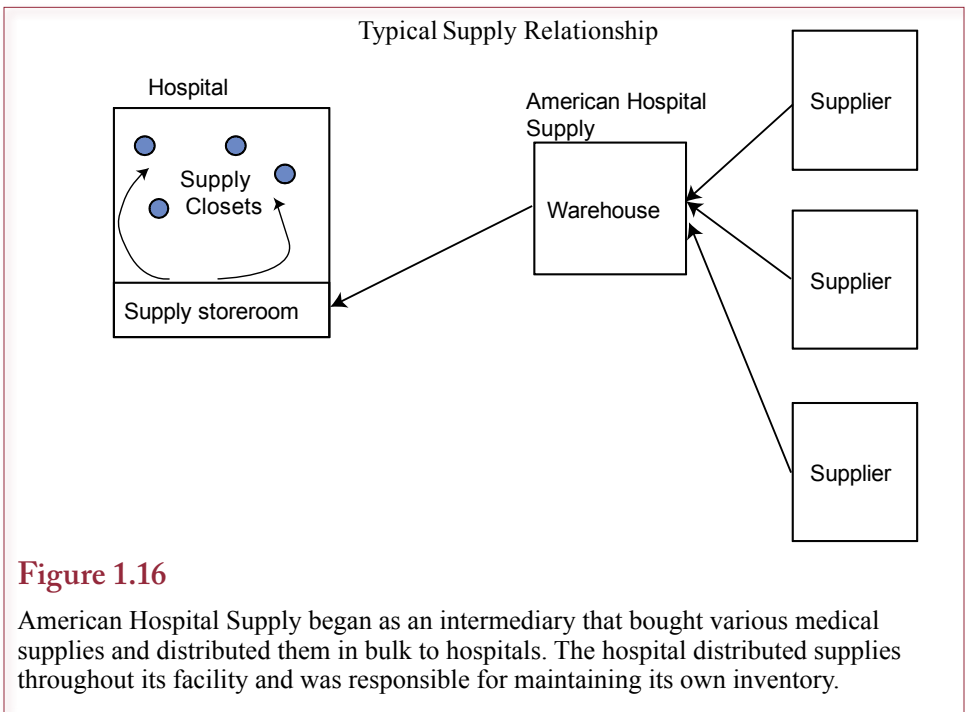 Typical Supply Relationship
Hospital
Supply
Closets
Supply storeroom
American Hospital
Supply
Warehouse
Supplier
Supplier
Supplier
Figure 1.16
American Hospital Supply began as an intermediary that bought various medical
supplies and distributed them in bulk to hospitals. The hospital distributed supplies
throughout its facility and was responsible for maintaining its own inventory.